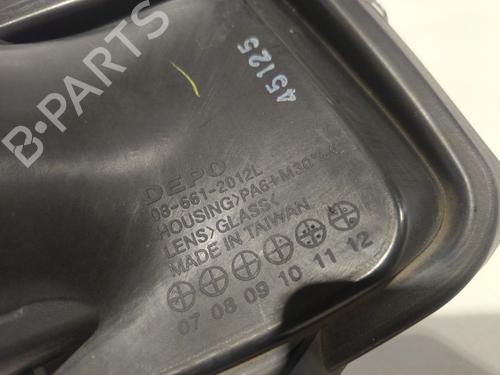 B-PARTS
45125
DEPO
08-661-2012L
HOUSING>PA6+M30%<
LENS>GLASS<
MADE IN TAIWAN
07 08 09 10 11 12